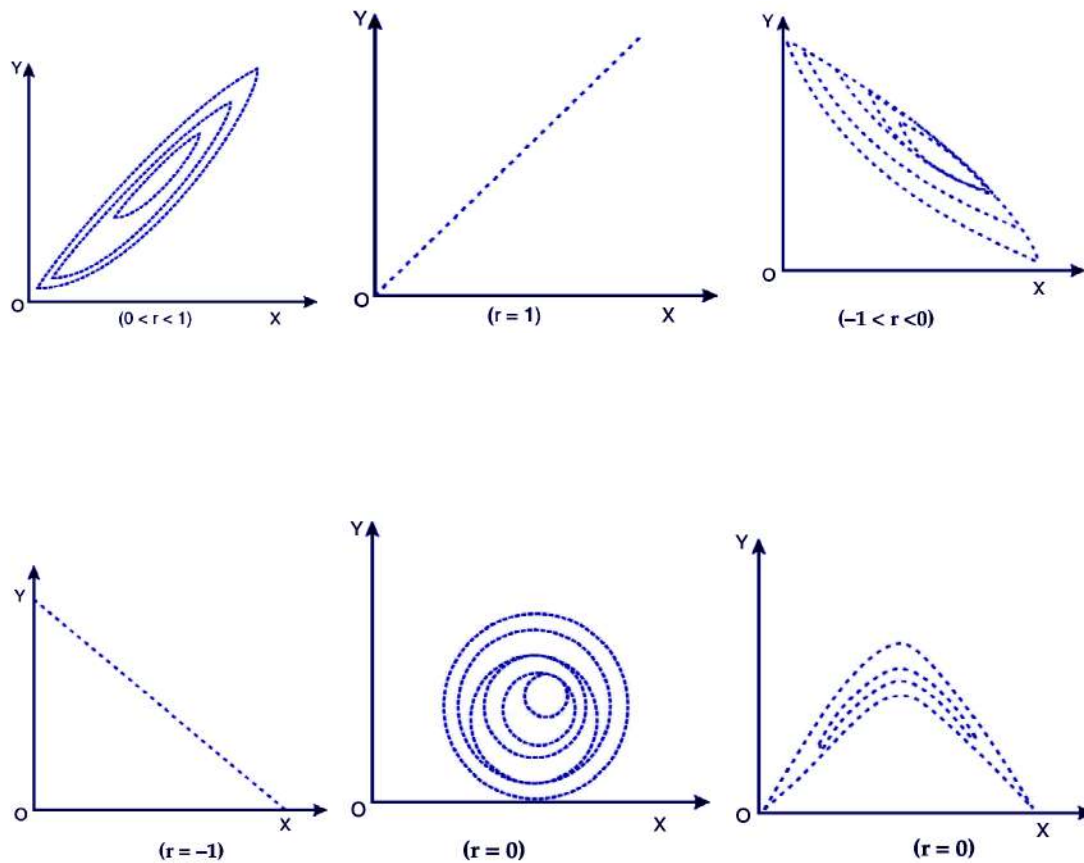 Y
O
X
(0 < r < 1)
Y
O
X
(r = 1)
Y
O
X
(–1 < r <0)
Y
O
X
(r = –1)
Y
O
X
(r = 0)
Y
O
X
(r = 0)